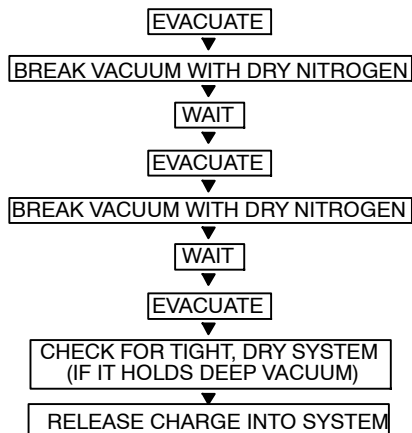 EVACUATE
BREAK VACUUM WITH DRY NITROGEN
WAIT
EVACUATE
BREAK VACUUM WITH DRY NITROGEN
WAIT
EVACUATE
CHECK FOR TIGHT, DRY SYSTEM
(IF IT HOLDS DEEP VACUUM)
RELEASE CHARGE INTO SYSTEM